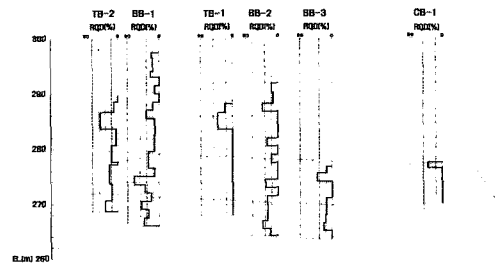 TB-2 BB-1 TB-1 BB-2 BB-3 CB-1
RQD(%) RQD(%) RQD(%) RQD(%) RQD(%) RQD(%)
300
290
280
270
EL.(m) 260